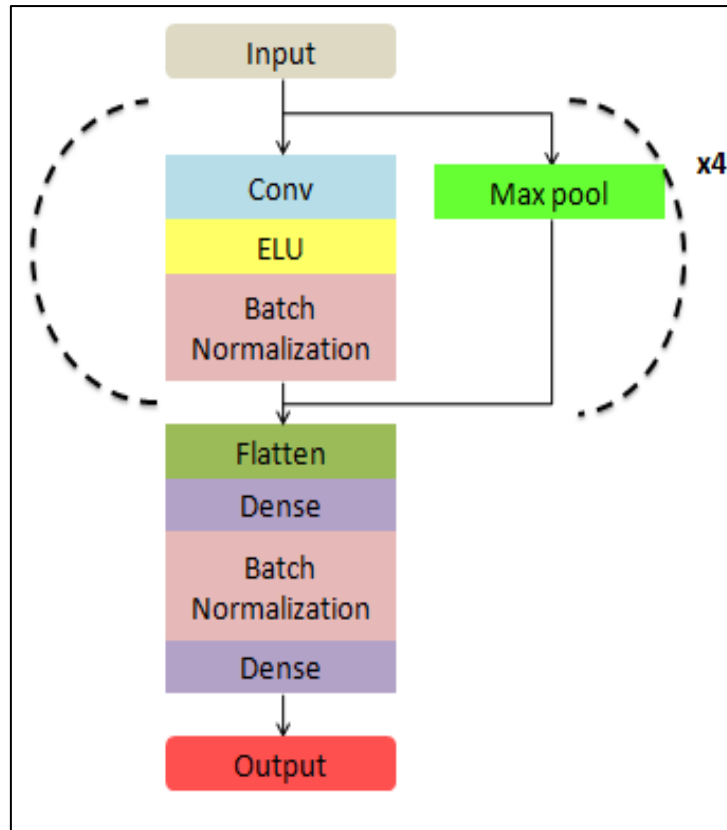 Input
x4
Conv
Max pool
ELU
Batch
Normalization
Flatten
Dense
Batch
Normalization
Dense
Output